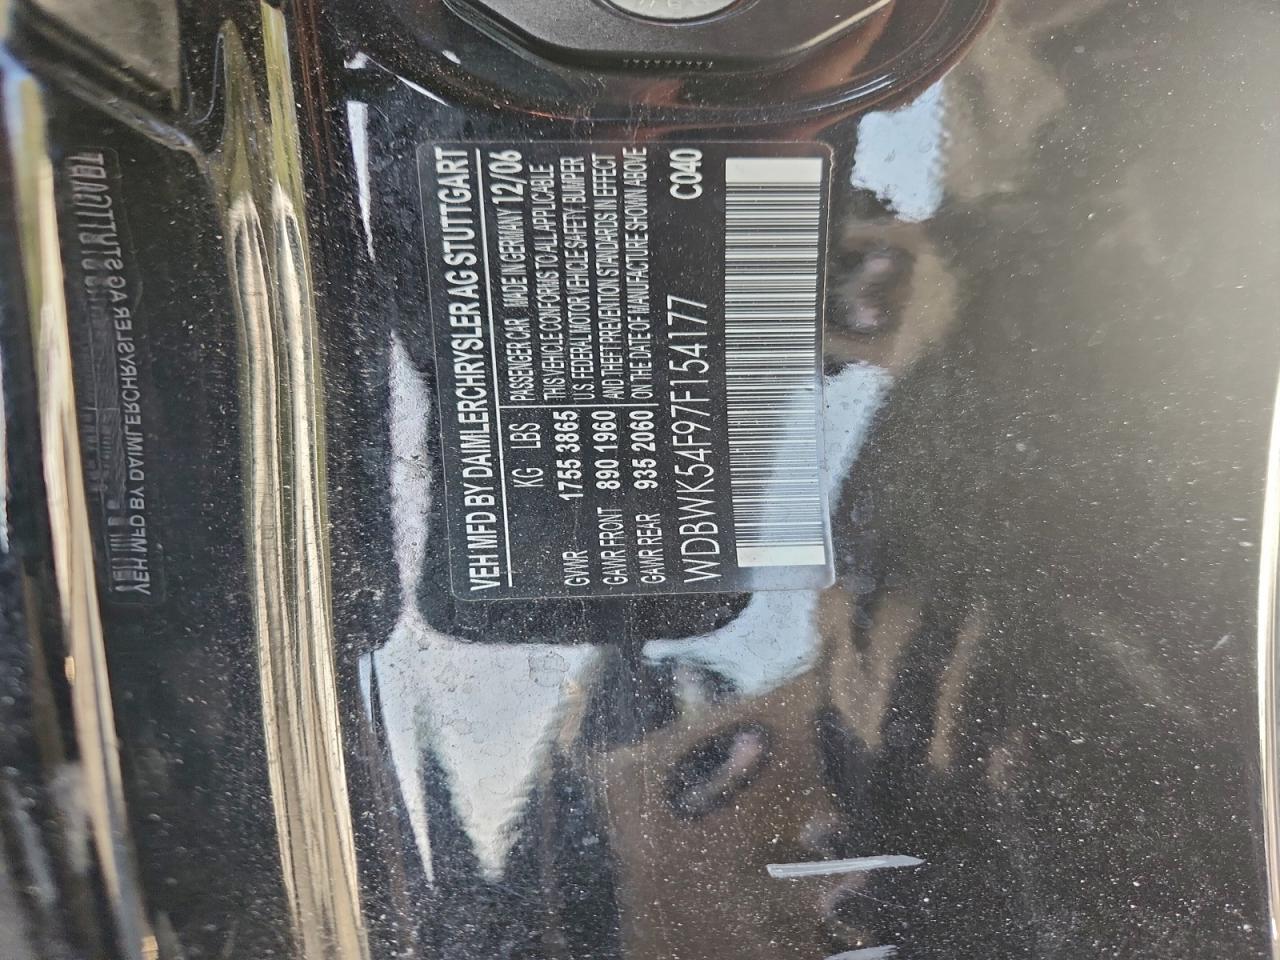 VEH MFD BY DAIMLERCHRYSLER AG STUTTGART
KG LBS PASSENGER CAR MADE IN GERMANY 12/06
THIS VEHICLE CONFORMS TO ALL APPLICABLE
GVWR 1755 3865 U.S. FEDERAL MOTOR VEHICLE SAFETY BUMPER
GAWR FRONT 890 1960 AND THEFT PREVENTION STANDARDS IN EFFECT
GAWR REAR 935 2060 ON THE DATE OF MANUFACTURE SHOWN ABOVE
WDBWK54F97F154177 C040
VEH MFD BY DAIMLERCHRYSLER AG STUTTGART